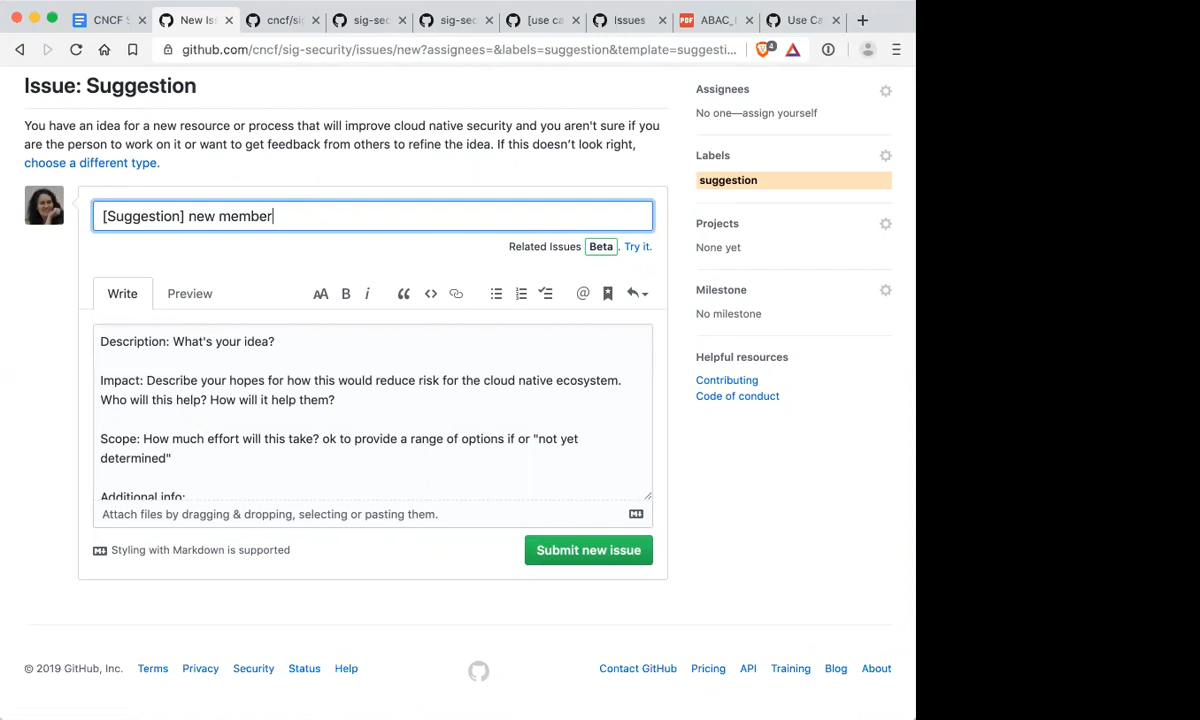 CNCF S
New Is
cncf/si
sig-sec
sig-sec
[use ca
Issues
PDF
ABAC_
Use Ca
github.com/cncf/sig-security/issues/new?assignees=&labels=suggestion&template=suggesti...
4
Issue: Suggestion
You have an idea for a new resource or process that will improve cloud native security and you aren't sure if you
are the person to work on it or want to get feedback from others to refine the idea. If this doesn't look right,
choose a different type.
[Suggestion] new member
Related Issues Beta . Try it.
Write Preview
Description: What's your idea?
Impact: Describe your hopes for how this would reduce risk for the cloud native ecosystem.
Who will this help? How will it help them?
Scope: How much effort will this take? ok to provide a range of options if or "not yet
determined"
Additional info:
Attach files by dragging & dropping, selecting or pasting them.
Styling with Markdown is supported
Submit new issue
Assignees
No one—assign yourself
Labels
suggestion
Projects
None yet
Milestone
No milestone
Helpful resources
Contributing
Code of conduct
© 2019 GitHub, Inc. Terms Privacy Security Status Help
Contact GitHub Pricing API Training Blog About